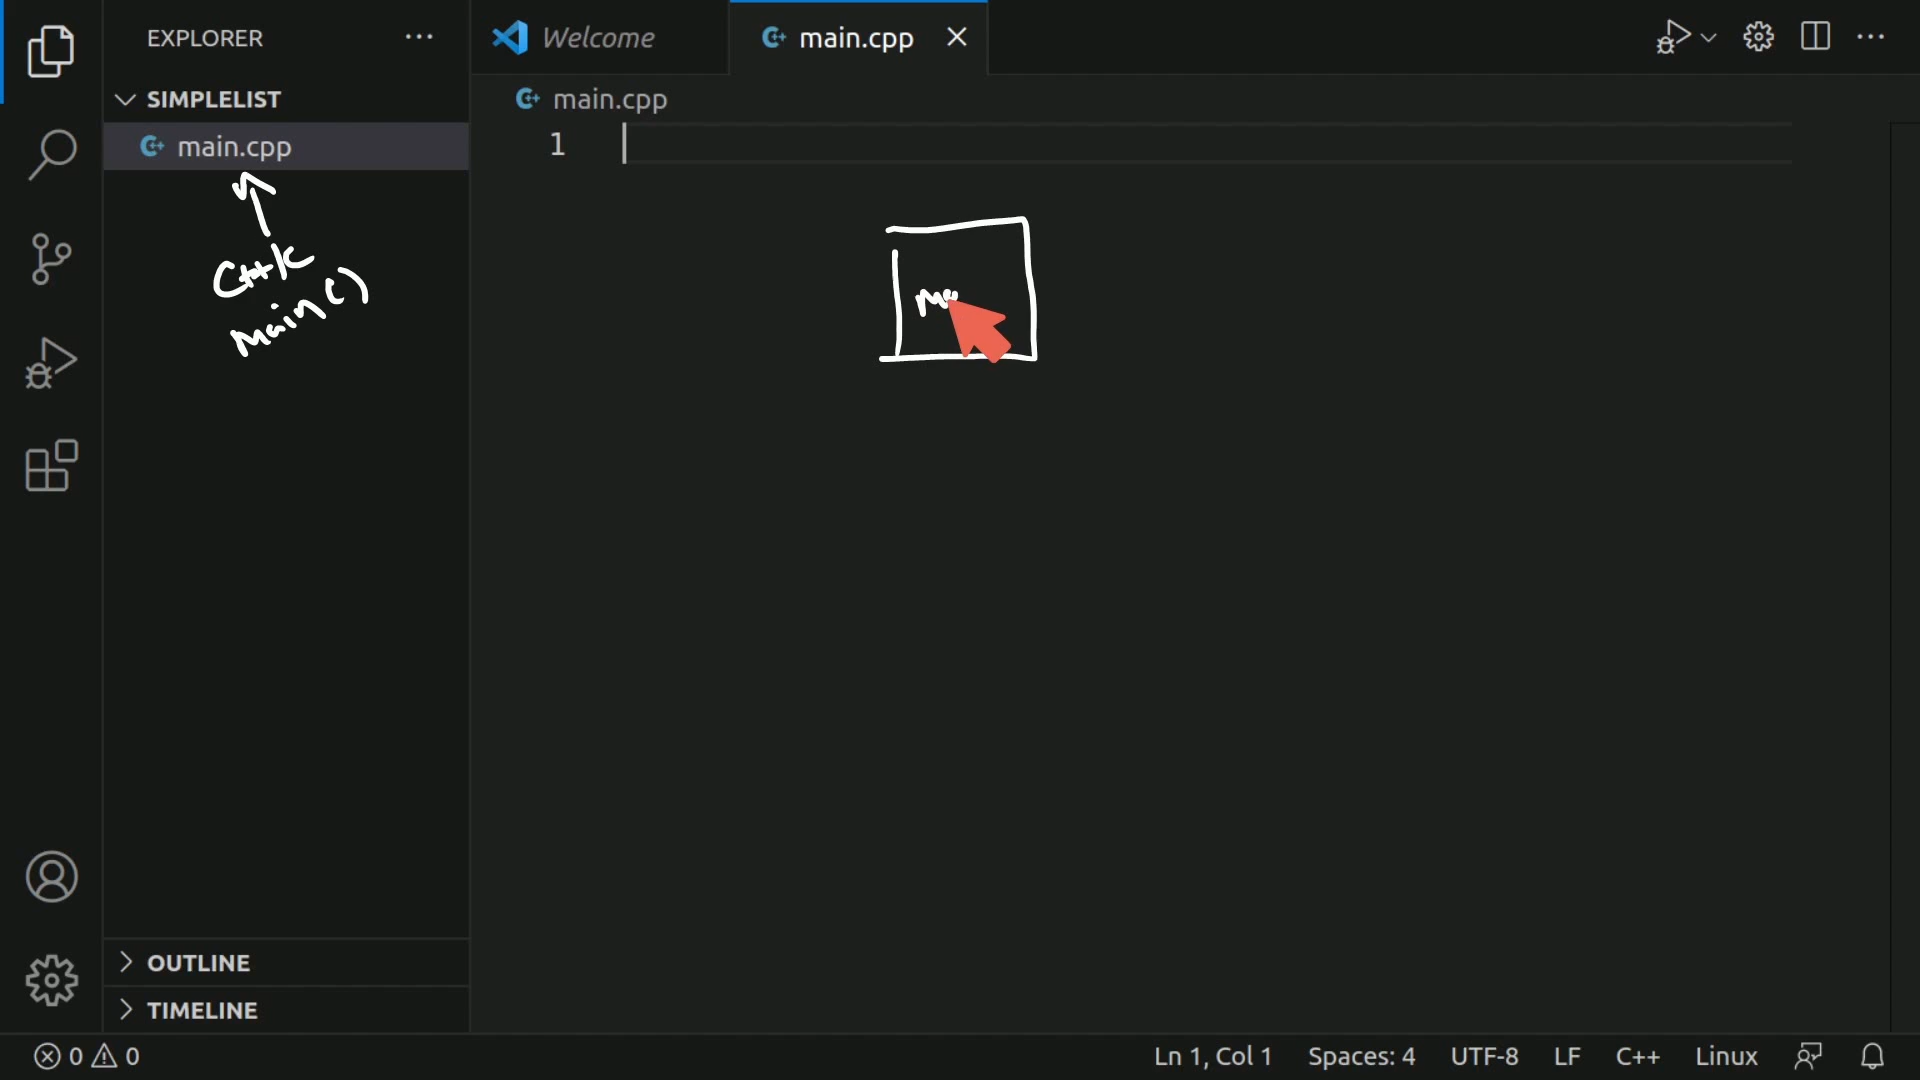 EXPLORER
Welcome
main.cpp
SIMPLELIST
main.cpp
main.cpp
1
main()
OUTLINE
TIMELINE
0 0
Ln 1, Col 1 Spaces: 4 UTF-8 LF C++ Linux